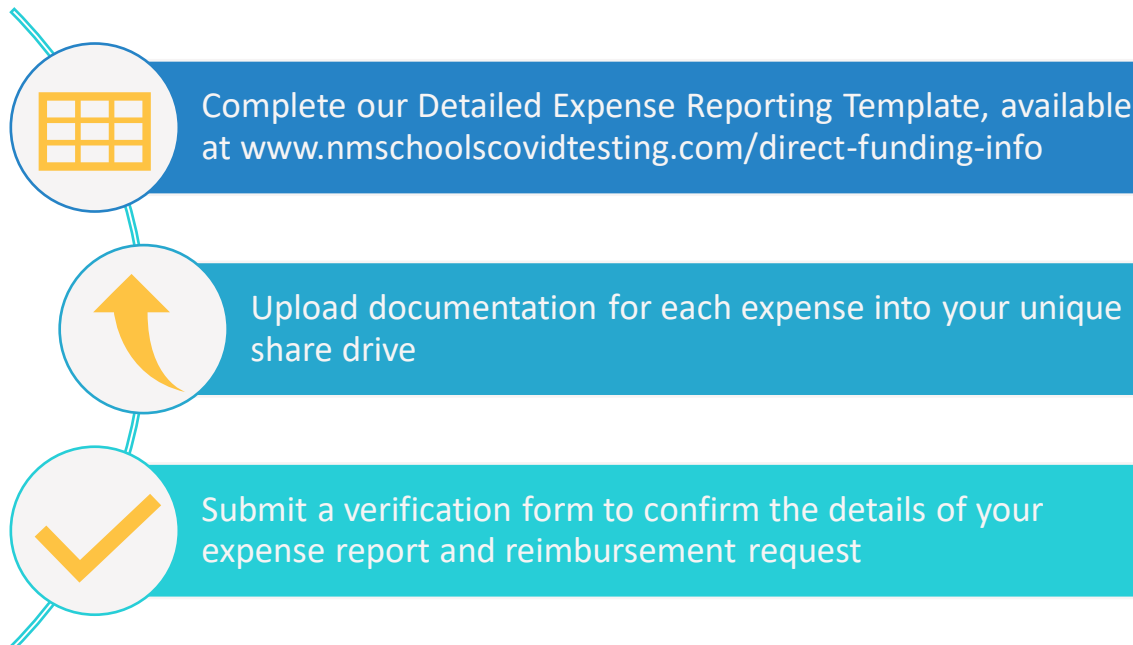 Complete our Detailed Expense Reporting Template, available
at www.nmschoolscovidtesting.com/direct-funding-info
Upload documentation for each expense into your unique
share drive
Submit a verification form to confirm the details of your
expense report and reimbursement request